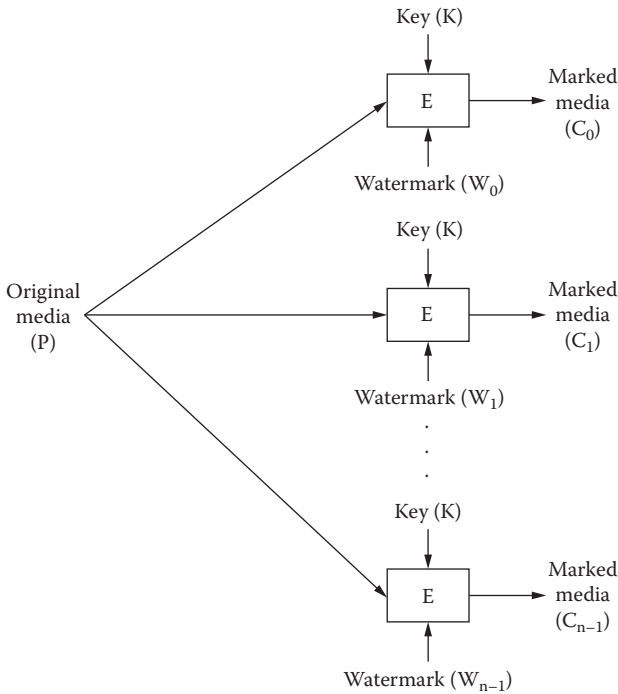 Key (K)
E
Marked
media
(C₀)
Watermark (W₀)
Key (K)
Original
media
(P)
E
Marked
media
(C₁)
Watermark (W₁)
.
.
.
Key (K)
E
Marked
media
(Cₙ₋₁)
Watermark (Wₙ₋₁)